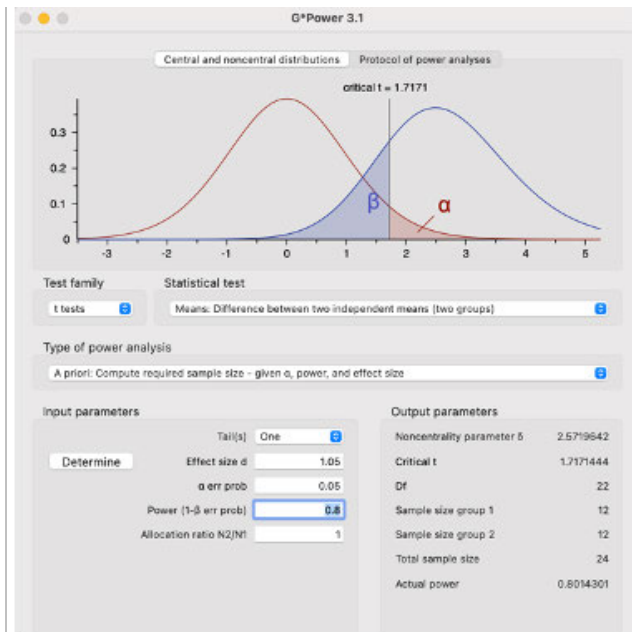 G*Power 3.1
Central and noncentral distributions Protocol of power analyses
critical t = 1.7171
0.3
0.2
0.1
0
β
α
-3 -2 -1 0 1 2 3 4 5
Test family Statistical test
t tests Means: Difference between two independent means (two groups)
Type of power analysis
A priori: Compute required sample size - given α, power, and effect size
Input parameters Output parameters
Tail(s) One Noncentrality parameter δ 2.5719642
Determine Effect size d 1.05 Critical t 1.7171444
α err prob 0.05 Df 22
Power (1-β err prob) 0.8 Sample size group 1 12
Allocation ratio N2/N1 1 Sample size group 2 12
Total sample size 24
Actual power 0.8014301